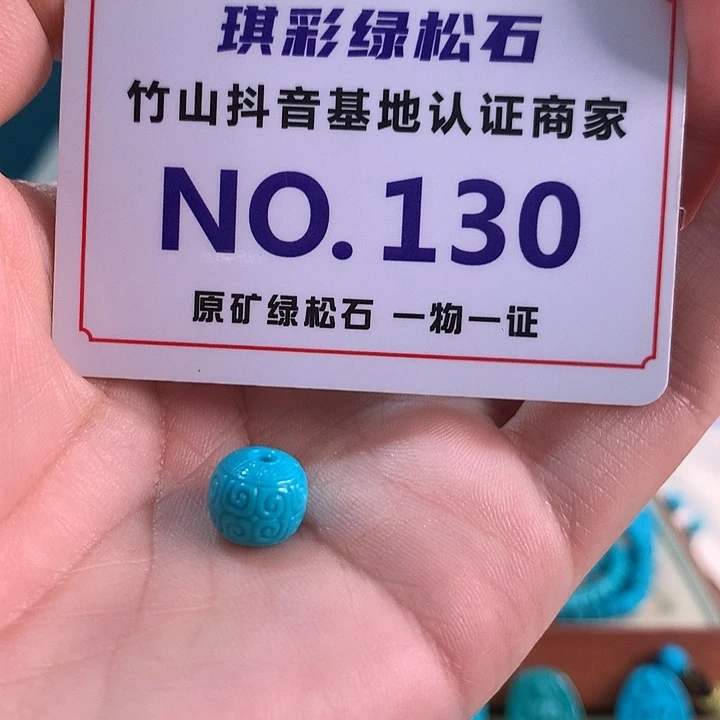 琪彩绿松石
竹山抖音基地认证商家
NO.130
原矿绿松石 一物一证